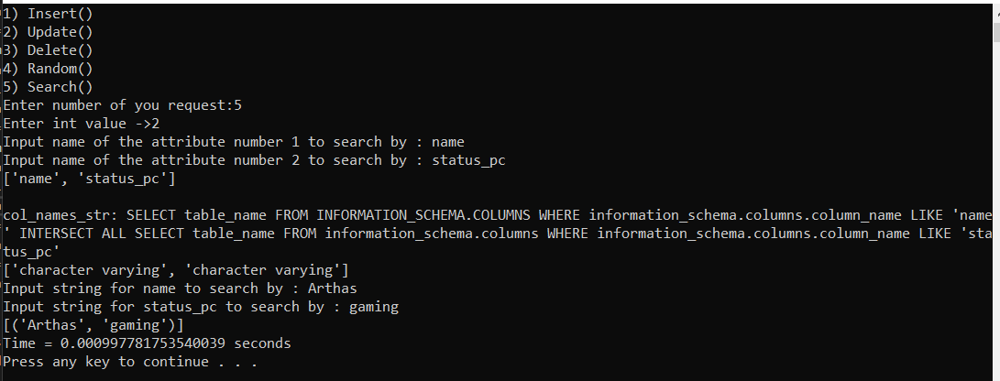 1) Insert()
2) Update()
3) Delete()
4) Random()
5) Search()
Enter number of you request:5
Enter int value ->2
Input name of the attribute number 1 to search by : name
Input name of the attribute number 2 to search by : status_pc
['name', 'status_pc']
col_names_str: SELECT table_name FROM INFORMATION_SCHEMA.COLUMNS WHERE information_schema.columns.column_name LIKE 'name
' INTERSECT ALL SELECT table_name FROM information_schema.columns WHERE information_schema.columns.column_name LIKE 'sta
tus_pc'
['character varying', 'character varying']
Input string for name to search by : Arthas
Input string for status_pc to search by : gaming
[('Arthas', 'gaming')]
Time = 0.000997781753540039 seconds
Press any key to continue . . .